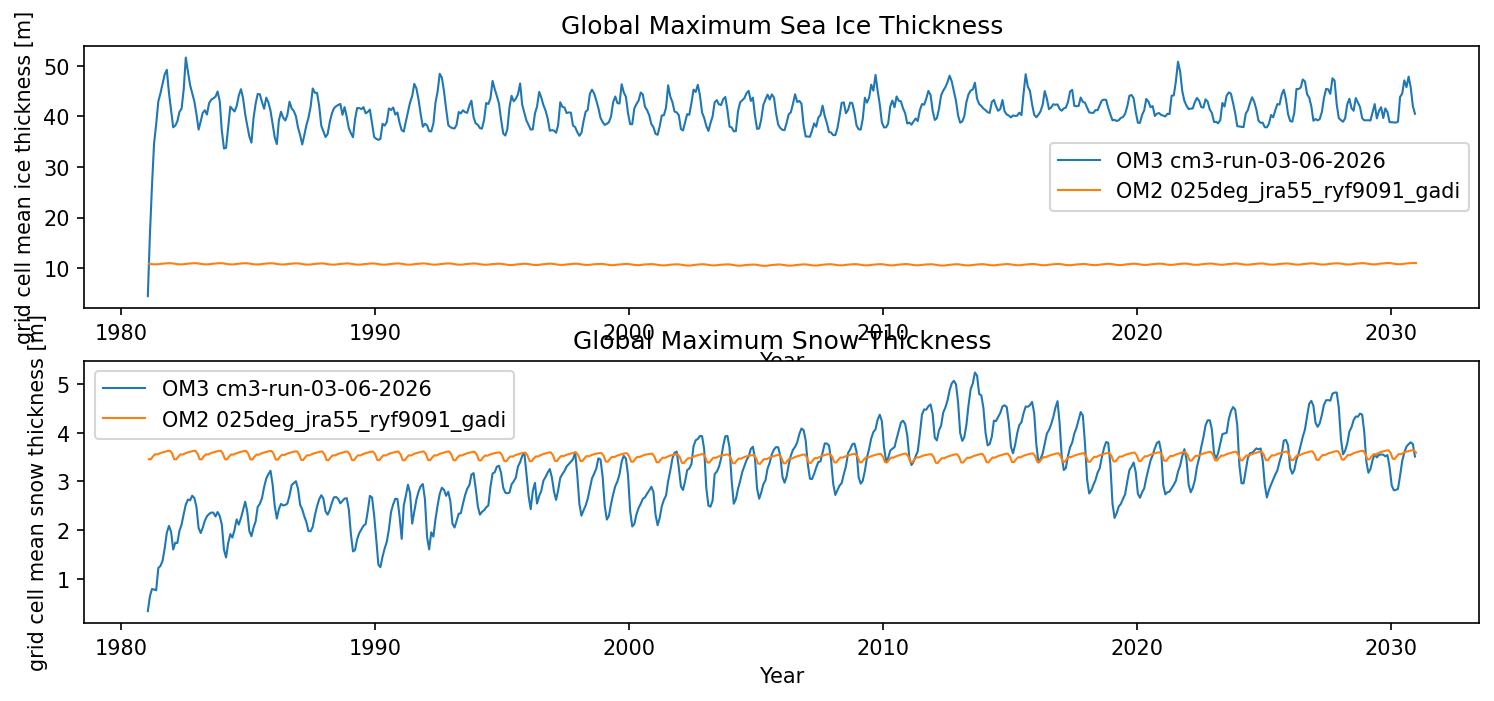 Global Maximum Sea Ice Thickness
grid cell mean ice thickness [m]
50
40
30
20
10
OM3 cm3-run-03-06-2026
OM2 025deg_jra55_ryf9091_gadi
1980 1990 2000 2010 2020 2030
Year
Global Maximum Snow Thickness
grid cell mean snow thickness [m]
5
4
3
2
1
OM3 cm3-run-03-06-2026
OM2 025deg_jra55_ryf9091_gadi
1980 1990 2000 2010 2020 2030
Year